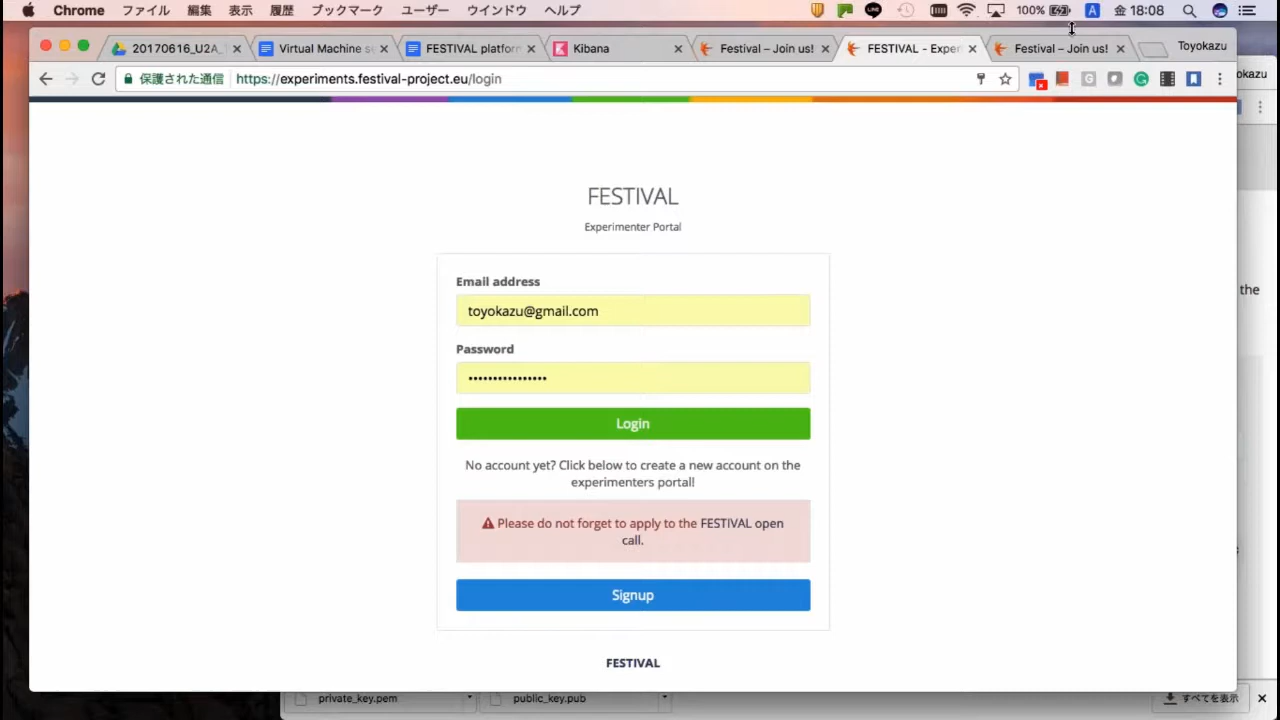 Chrome ファイル 編集 表示 履歴 ブックマーク ユーザー ウインドウ ヘルプ 100% A 金 18:08
20170616_U2A_ Virtual Machine se FESTIVAL platform Kibana Festival – Join us! FESTIVAL - Exper Festival – Join us! Toyokazu
okazu
保護された通信 https://experiments.festival-project.eu/login
FESTIVAL
Experimenter Portal
Email address
toyokazu@gmail.com
the
Password
••••••••••••••••
Login
No account yet? Click below to create a new account on the
experimenters portal!
Please do not forget to apply to the FESTIVAL open
call.
Signup
FESTIVAL
private_key.pem public_key.pub すべてを表示